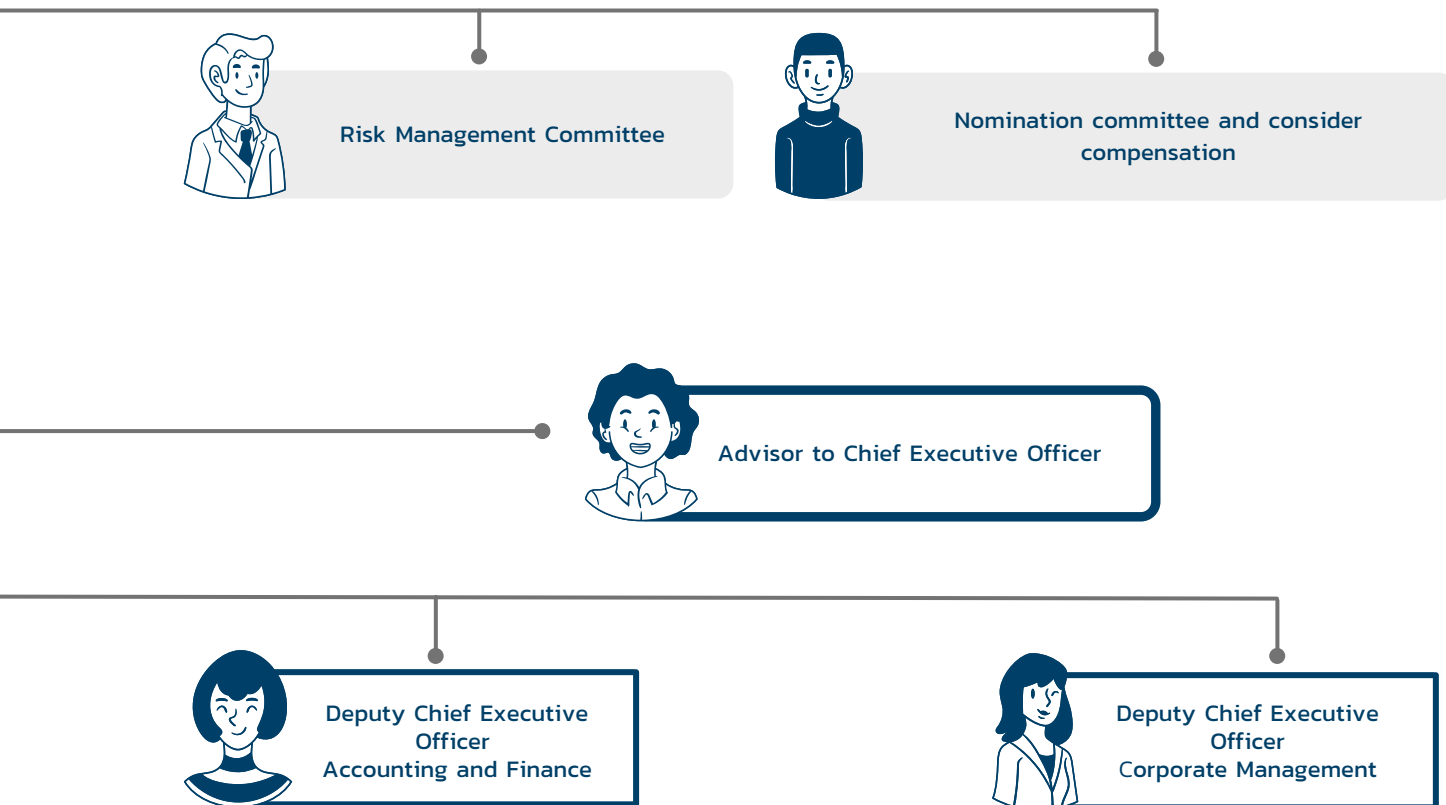 Risk Management Committee
Nomination committee and consider
compensation
Advisor to Chief Executive Officer
Deputy Chief Executive
Officer
Accounting and Finance
Deputy Chief Executive
Officer
Corporate Management